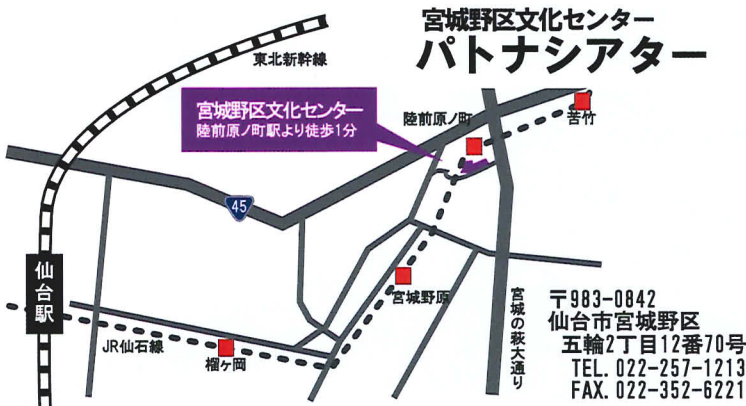 宮城野区文化センター
パトナシアター
東北新幹線
宮城野区文化センター
陸前原ノ町駅より徒歩1分
陸前原ノ町
苦竹
45
仙台駅
宮城野原
宮城の萩大通り
JR仙石線
榴ヶ岡
〒983-0842
仙台市宮城野区
五輪2丁目12番70号
TEL. 022-257-1213
FAX. 022-352-6221